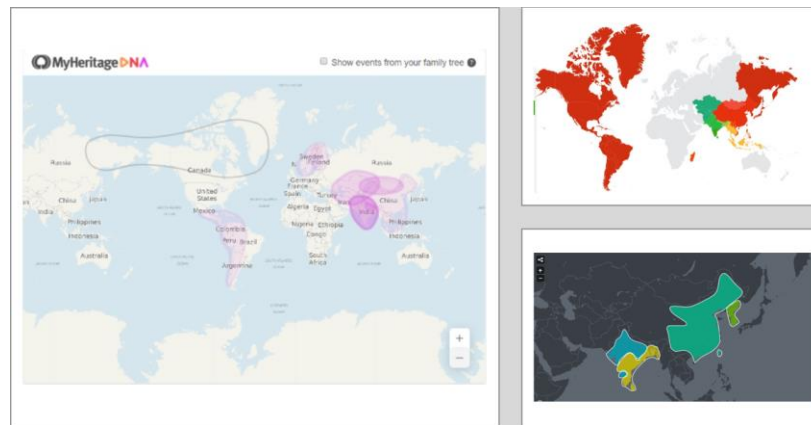 MyHeritage DNA
Show events from your family tree ?
Russia
Canada
Sweden
Finland
Russia
Germany
France
Spain
Turkey
United
States
China
Japan
India
Mexico
Algeria
Egypt
Iran
China
Japan
India
Philippines
Nigeria
Ethiopia
Philippines
Indonesia
Colombia
Congo
Indonesia
Peru
Brazil
Australia
South
Africa
Australia
Argentina
+
−